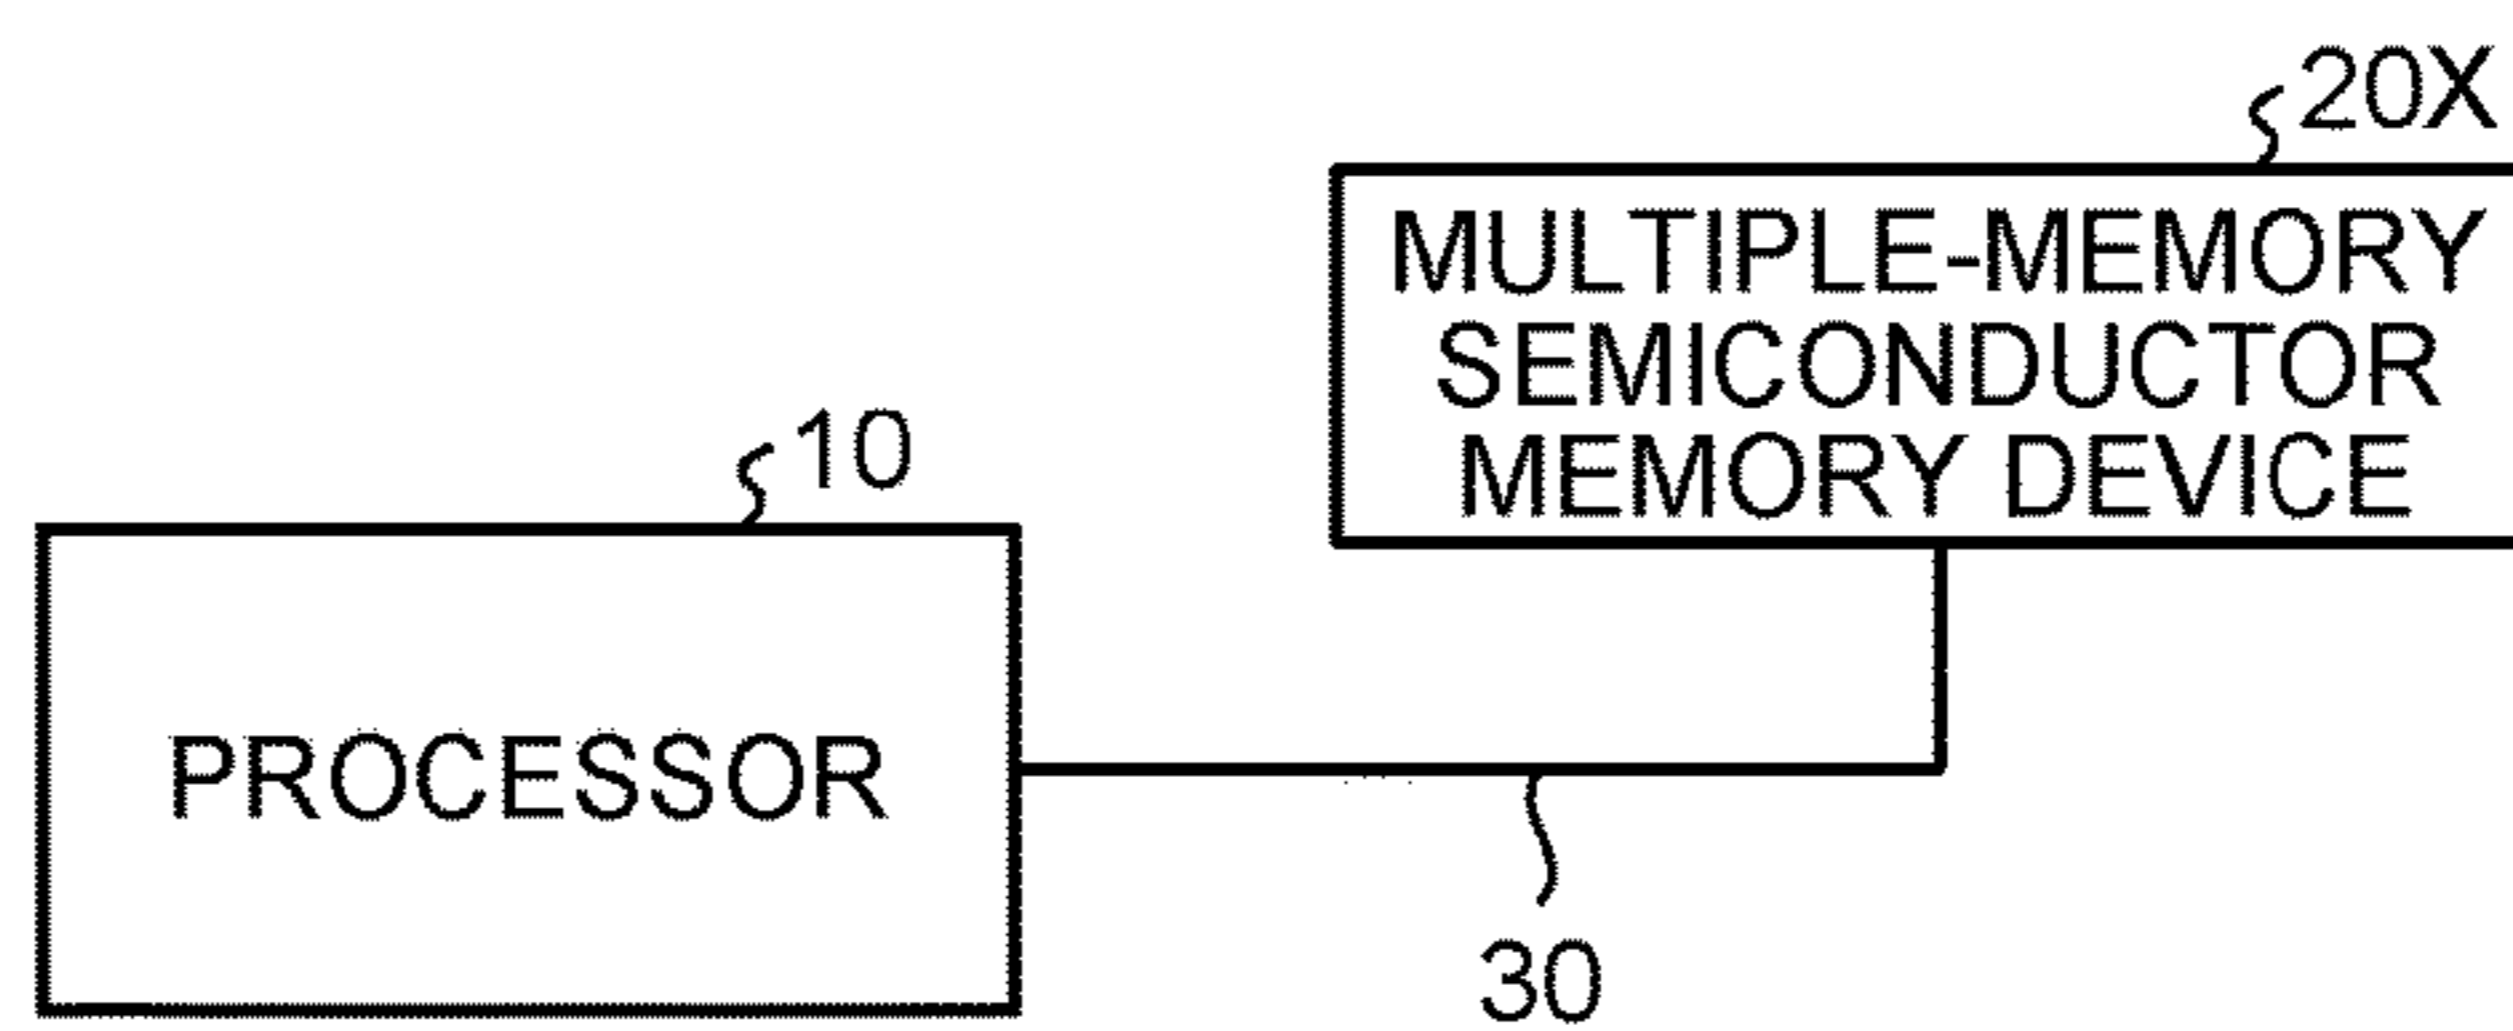 20X
MULTIPLE-MEMORY
SEMICONDUCTOR
MEMORY DEVICE
10
PROCESSOR
30